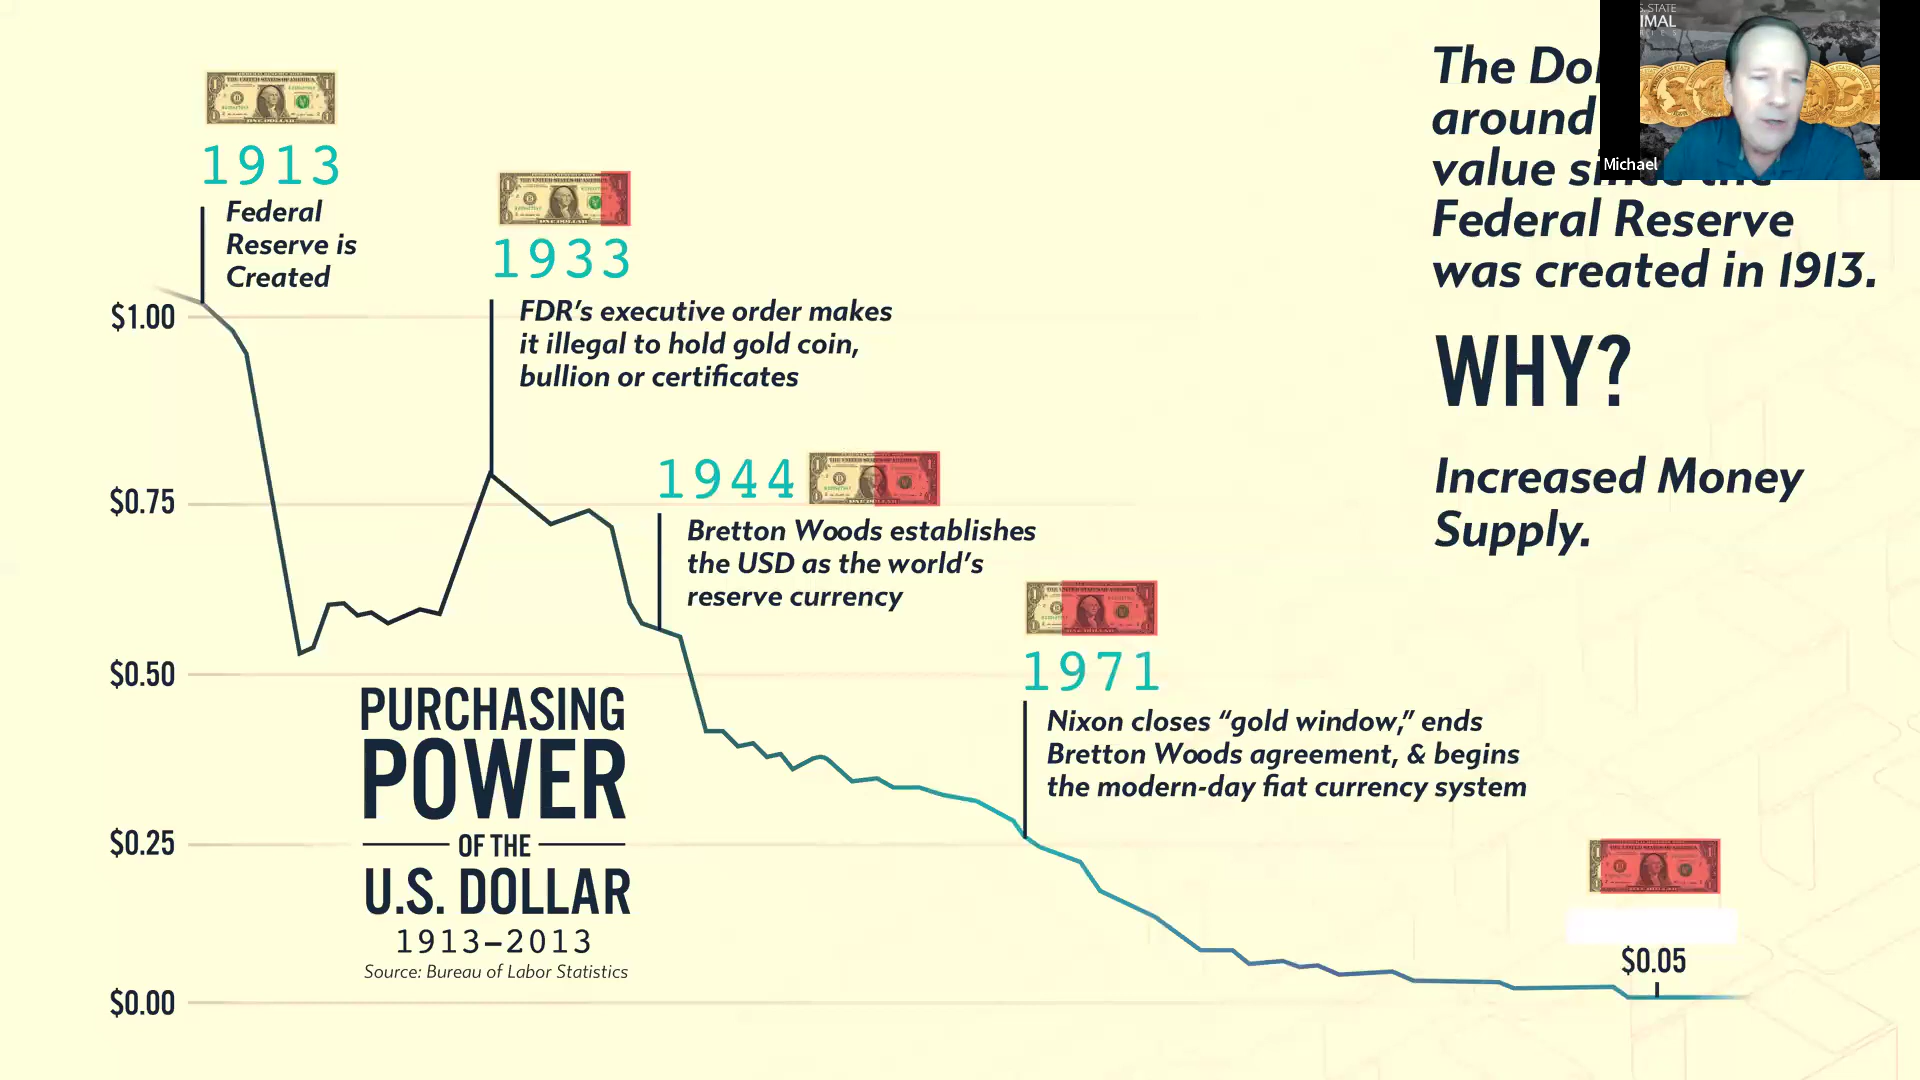 1913
Federal
Reserve is
Created
1933
FDR's executive order makes
it illegal to hold gold coin,
bullion or certificates
1944
Bretton Woods establishes
the USD as the world's
reserve currency
1971
Nixon closes “gold window,” ends
Bretton Woods agreement, & begins
the modern-day fiat currency system
$1.00
$0.75
$0.50
$0.25
$0.00
$0.05
PURCHASING
POWER
OF THE
U.S. DOLLAR
1913–2013
Source: Bureau of Labor Statistics
The
around
value since the
Federal Reserve
was created in 1913.
WHY?
Increased Money
Supply.
STATE
Michael